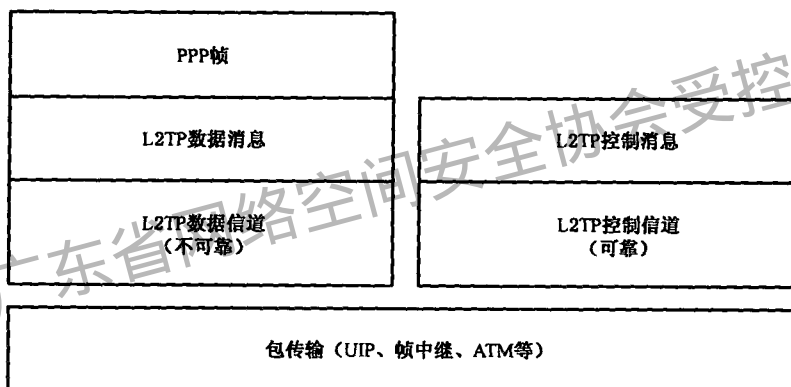 PPP帧
L2TP数据消息
L2TP控制消息
L2TP数据信道
(不可靠)
L2TP控制信道
(可靠)
包传输(UIP、帧中继、ATM等)
广东省网络空间安全协会受控